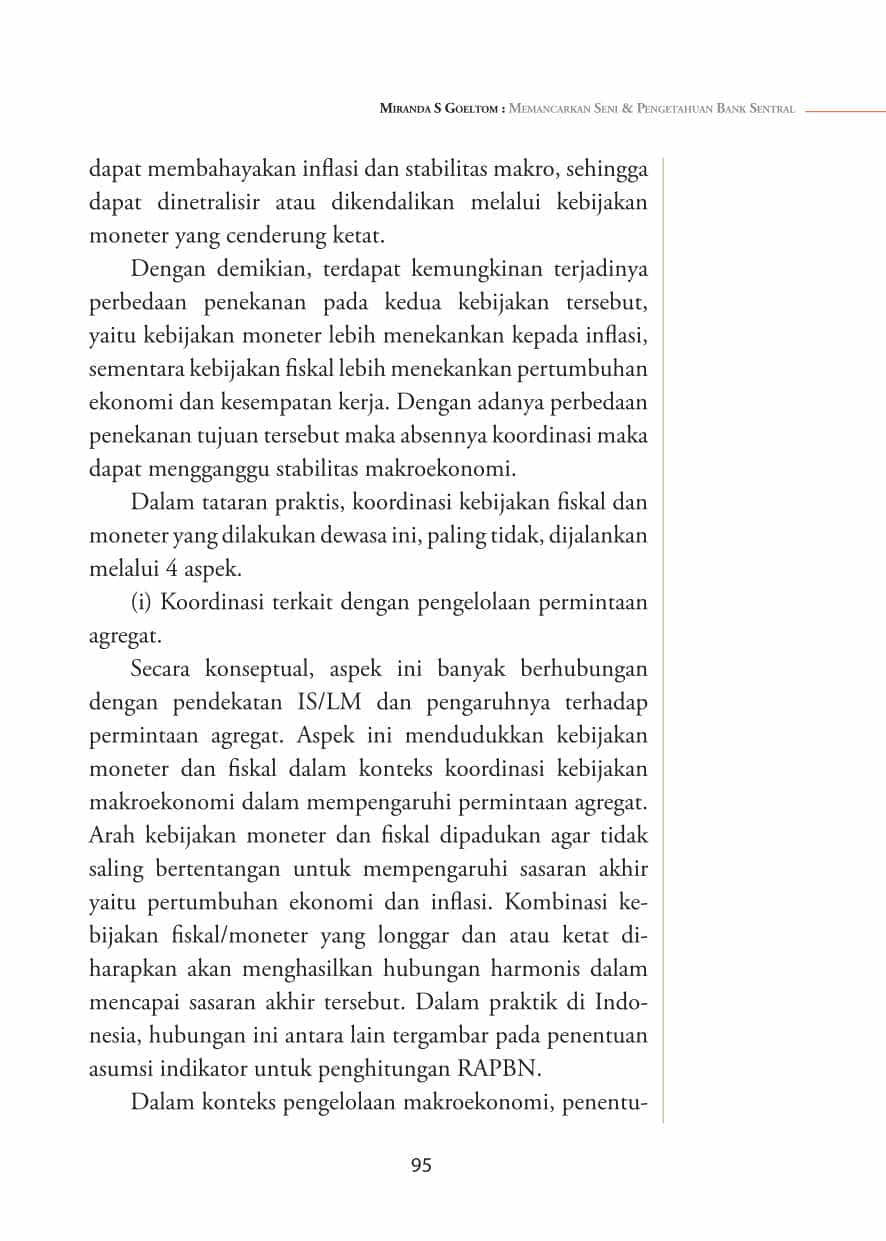 MIRANDA S GOELTOM : MEMANCARKAN SENI & PENGETAHUAN BANK SENTRAL
dapat membahayakan inflasi dan stabilitas makro, sehingga
dapat dinetralisir atau dikendalikan melalui kebijakan
moneter yang cenderung ketat.
Dengan demikian, terdapat kemungkinan terjadinya
perbedaan penekanan pada kedua kebijakan tersebut,
yaitu kebijakan moneter lebih menekankan kepada inflasi,
sementara kebijakan fiskal lebih menekankan pertumbuhan
ekonomi dan kesempatan kerja. Dengan adanya perbedaan
penekanan tujuan tersebut maka absennya koordinasi maka
dapat mengganggu stabilitas makroekonomi.
Dalam tataran praktis, koordinasi kebijakan fiskal dan
moneter yang dilakukan dewasa ini, paling tidak, dijalankan
melalui 4 aspek.
(i) Koordinasi terkait dengan pengelolaan permintaan
agregat.
Secara konseptual, aspek ini banyak berhubungan
dengan pendekatan IS/LM dan pengaruhnya terhadap
permintaan agregat. Aspek ini mendudukkan kebijakan
moneter dan fiskal dalam konteks koordinasi kebijakan
makroekonomi dalam mempengaruhi permintaan agregat.
Arah kebijakan moneter dan fiskal dipadukan agar tidak
saling bertentangan untuk mempengaruhi sasaran akhir
yaitu pertumbuhan ekonomi dan inflasi. Kombinasi ke-
bijakan fiskal/moneter yang longgar dan atau ketat di-
harapkan akan menghasilkan hubungan harmonis dalam
mencapai sasaran akhir tersebut. Dalam praktik di Indo-
nesia, hubungan ini antara lain tergambar pada penentuan
asumsi indikator untuk penghitungan RAPBN.
Dalam konteks pengelolaan makroekonomi, penentu-
95